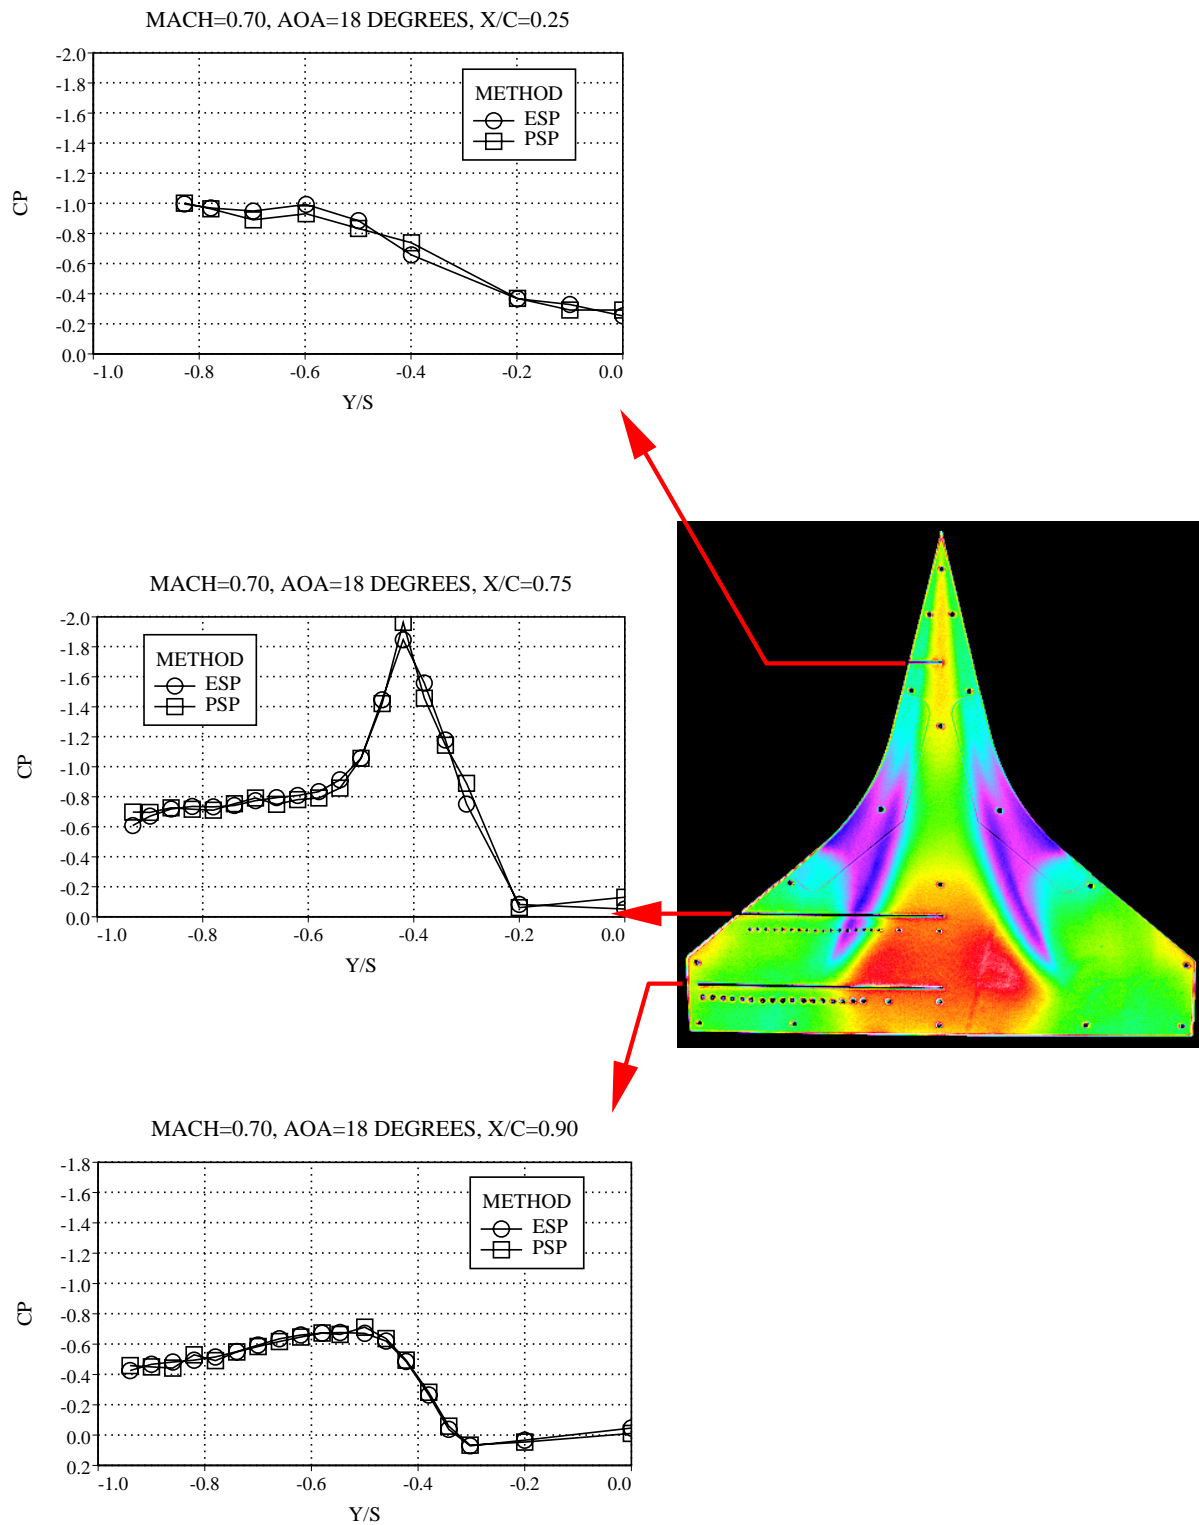 MACH=0.70, AOA=18 DEGREES, X/C=0.25
-2.0
-1.8
-1.6
-1.4
-1.2
-1.0
-0.8
-0.6
-0.4
-0.2
0.0
CP
METHOD
ESP
PSP
-1.0 -0.8 -0.6 -0.4 -0.2 0.0
Y/S
MACH=0.70, AOA=18 DEGREES, X/C=0.75
-2.0
-1.8
-1.6
-1.4
-1.2
-1.0
-0.8
-0.6
-0.4
-0.2
0.0
CP
METHOD
ESP
PSP
-1.0 -0.8 -0.6 -0.4 -0.2 0.0
Y/S
MACH=0.70, AOA=18 DEGREES, X/C=0.90
-1.8
-1.6
-1.4
-1.2
-1.0
-0.8
-0.6
-0.4
-0.2
0.0
0.2
CP
METHOD
ESP
PSP
-1.0 -0.8 -0.6 -0.4 -0.2 0.0
Y/S